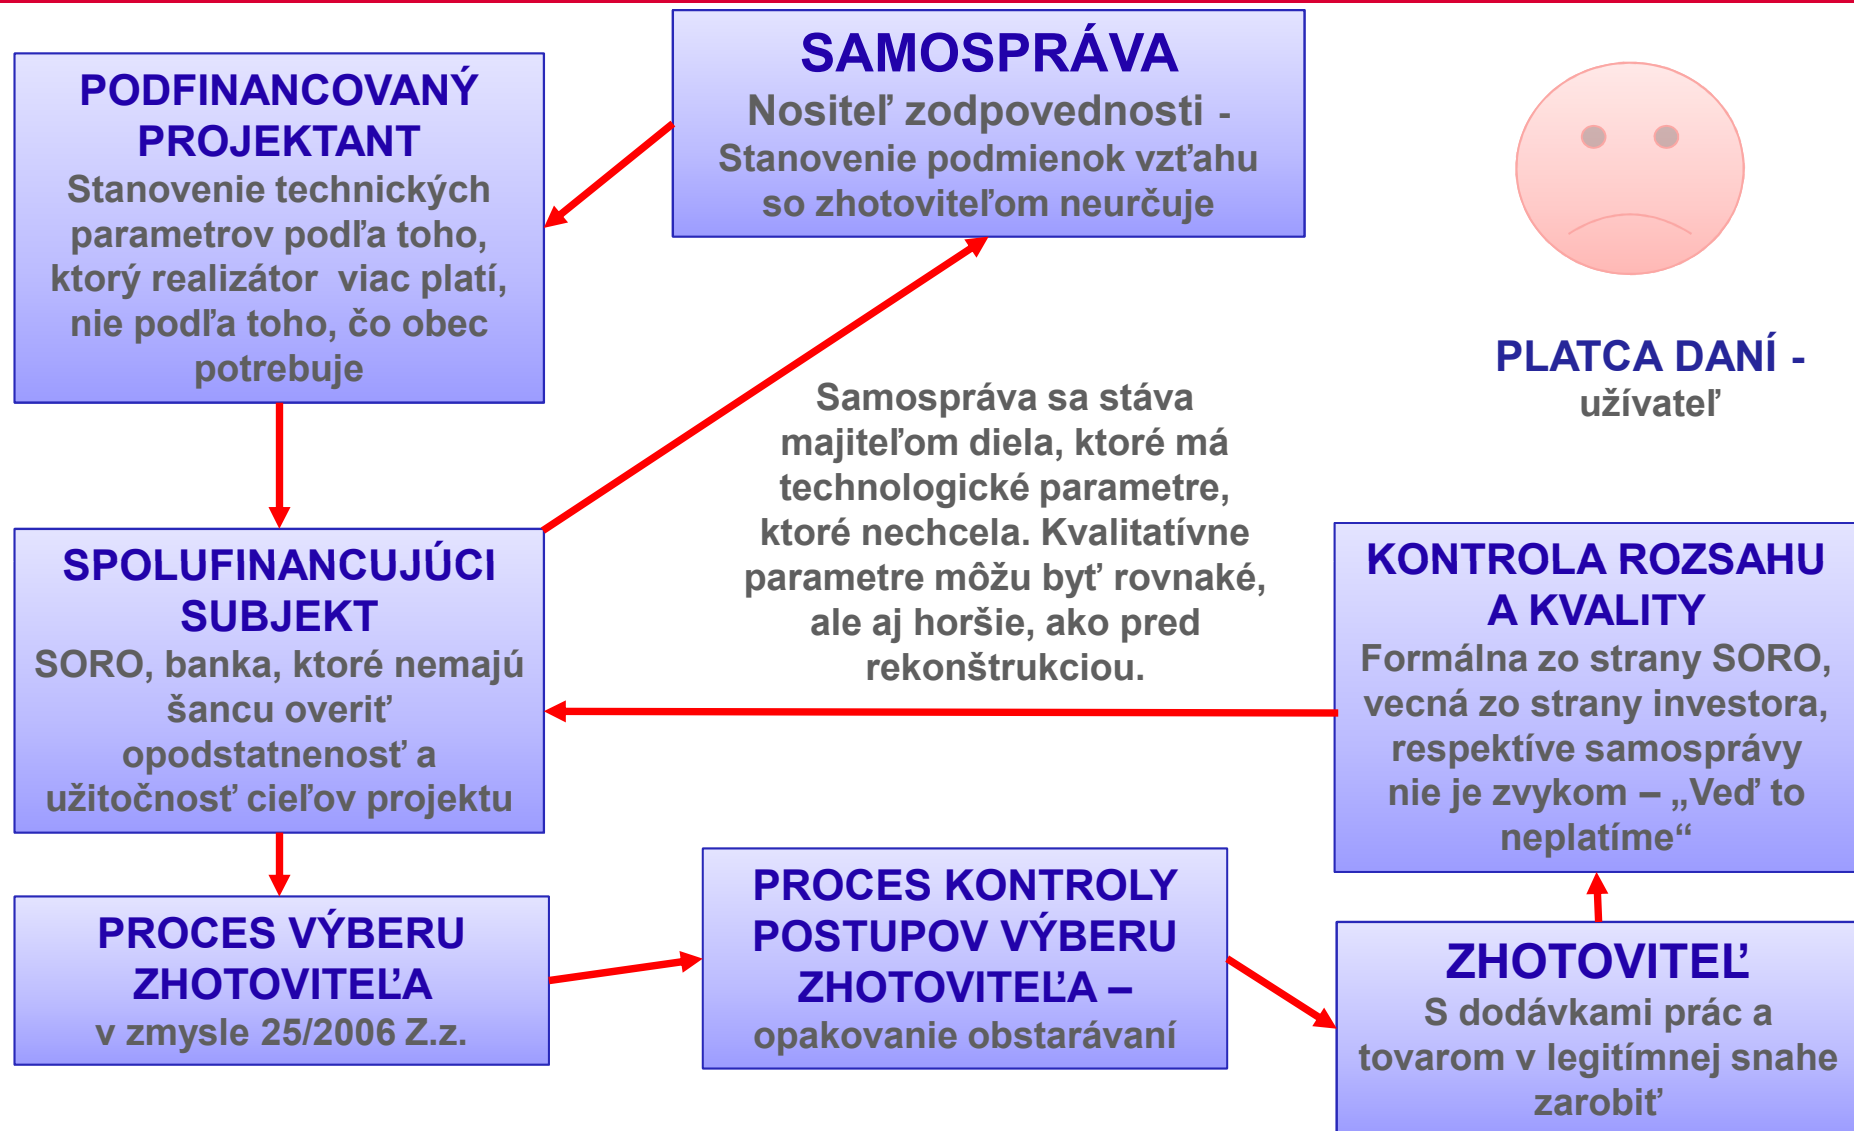 SAMOSPRÁVA
Nositeľ zodpovednosti -
Stanovenie podmienok vzťahu
so zhotoviteľom neurčuje
PODFINANCOVANÝ
PROJEKTANT
Stanovenie technických
parametrov podľa toho,
ktorý realizátor  viac platí,
nie podľa toho, čo obec
potrebuje
PLATCA DANÍ -
užívateľ
Samospráva sa stáva
majiteľom diela, ktoré má
technologické parametre,
ktoré nechcela. Kvalitatívne
parametre môžu byť rovnaké,
ale aj horšie, ako pred
rekonštrukciou.
SPOLUFINANCUJÚCI
SUBJEKT
SORO, banka, ktoré nemajú
šancu overiť
opodstatnenosť a
užitočnosť cieľov projektu
KONTROLA ROZSAHU
A KVALITY
Formálna zo strany SORO,
vecná zo strany investora,
respektíve samosprávy
nie je zvykom – „Veď to
neplatíme“
PROCES VÝBERU
ZHOTOVITEĽA
v zmysle 25/2006 Z.z.
PROCES KONTROLY
POSTUPOV VÝBERU
ZHOTOVITEĽA –
opakovanie obstarávaní
ZHOTOVITEĽ
S dodávkami prác a
tovarom v legitímnej snahe
zarobiť